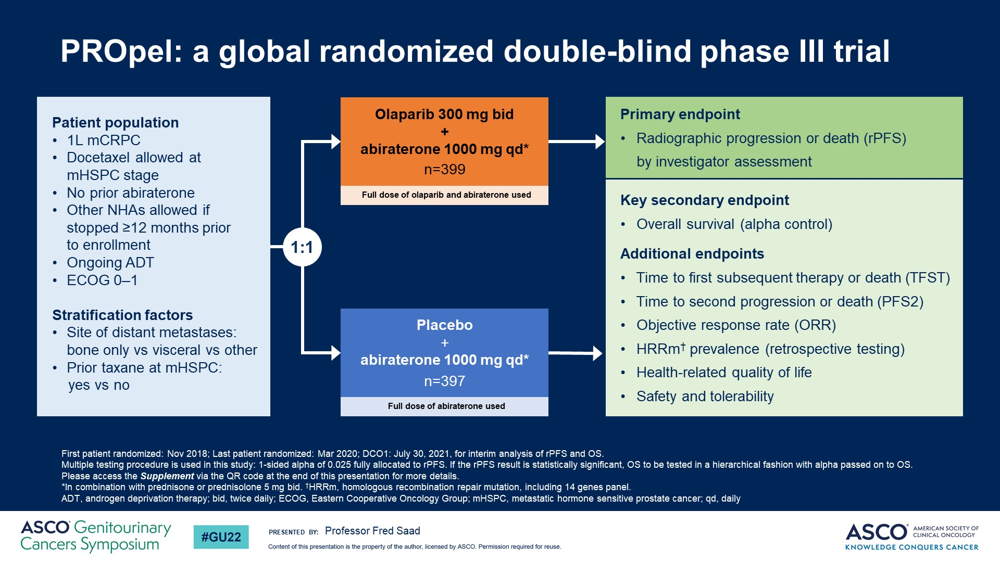 PROpel: a global randomized double-blind phase III trial
Patient population
• 1L mCRPC
• Docetaxel allowed at
mHSPC stage
• No prior abiraterone
• Other NHAs allowed if
stopped ≥12 months prior
to enrollment
• Ongoing ADT
• ECOG 0–1
Stratification factors
• Site of distant metastases:
bone only vs visceral vs other
• Prior taxane at mHSPC:
yes vs no
1:1
Olaparib 300 mg bid
+
abiraterone 1000 mg qd*
n=399
Full dose of olaparib and abiraterone used
Placebo
+
abiraterone 1000 mg qd*
n=397
Full dose of abiraterone used
Primary endpoint
• Radiographic progression or death (rPFS)
by investigator assessment
Key secondary endpoint
• Overall survival (alpha control)
Additional endpoints
• Time to first subsequent therapy or death (TFST)
• Time to second progression or death (PFS2)
• Objective response rate (ORR)
• HRRm† prevalence (retrospective testing)
• Health-related quality of life
• Safety and tolerability
First patient randomized: Nov 2018; Last patient randomized: Mar 2020; DCO1: July 30, 2021, for interim analysis of rPFS and OS.
Multiple testing procedure is used in this study: 1-sided alpha of 0.025 fully allocated to rPFS. If the rPFS result is statistically significant, OS to be tested in a hierarchical fashion with alpha passed on to OS.
Please access the Supplement via the QR code at the end of this presentation for more details.
*In combination with prednisone or prednisolone 5 mg bid. †HRRm, homologous recombination repair mutation, including 14 genes panel.
ADT, androgen deprivation therapy; bid, twice daily; ECOG, Eastern Cooperative Oncology Group; mHSPC, metastatic hormone sensitive prostate cancer; qd, daily
ASCO® Genitourinary
Cancers Symposium
#GU22
PRESENTED BY: Professor Fred Saad
Content of this presentation is the property of the author, licensed by ASCO. Permission required for reuse.
ASCO® AMERICAN SOCIETY OF
CLINICAL ONCOLOGY
KNOWLEDGE CONQUERS CANCER